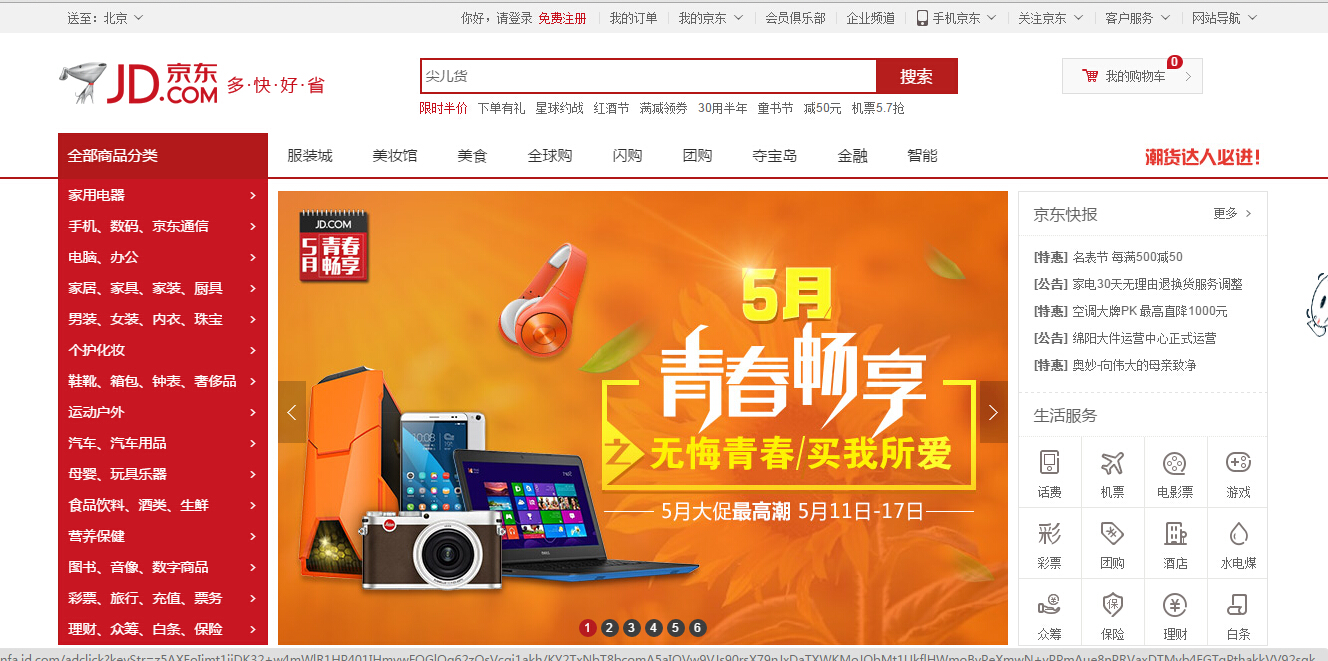 送至：北京
你好，请登录 免费注册 我的订单 我的京东 会员俱乐部 企业频道 手机京东 关注京东 客户服务 网站导航
JD.COM 京东 多·快·好·省
尖儿货 搜索
0
我的购物车
限时半价 下单有礼 星球约战 红酒节 满减领券 30用半年 童书节 减50元 机票5.7抢
全部商品分类 服装城 美妆馆 美食 全球购 闪购 团购 夺宝岛 金融 智能 潮货达人必进！
家用电器
手机、数码、京东通信
电脑、办公
家居、家具、家装、厨具
男装、女装、内衣、珠宝
个护化妆
鞋靴、箱包、钟表、奢侈品
运动户外
汽车、汽车用品
母婴、玩具乐器
食品饮料、酒类、生鲜
营养保健
图书、音像、数字商品
彩票、旅行、充值、票务
理财、众筹、白条、保险
JD.COM
5月 青春畅享
5月
青春畅享
之 无悔青春/买我所爱
5月大促最高潮 5月11日-17日
10:08
1 2 3 4 5 6
京东快报 更多
[特惠] 名表节 每满500减50
[公告] 家电30天无理由退换货服务调整
[特惠] 空调大牌PK 最高直降1000元
[公告] 绵阳大件运营中心正式运营
[特惠] 奥妙-向伟大的母亲致净
生活服务
话费 机票 电影票 游戏
彩 彩票 团购 酒店 水电煤
保
众筹 保险 理财 白条